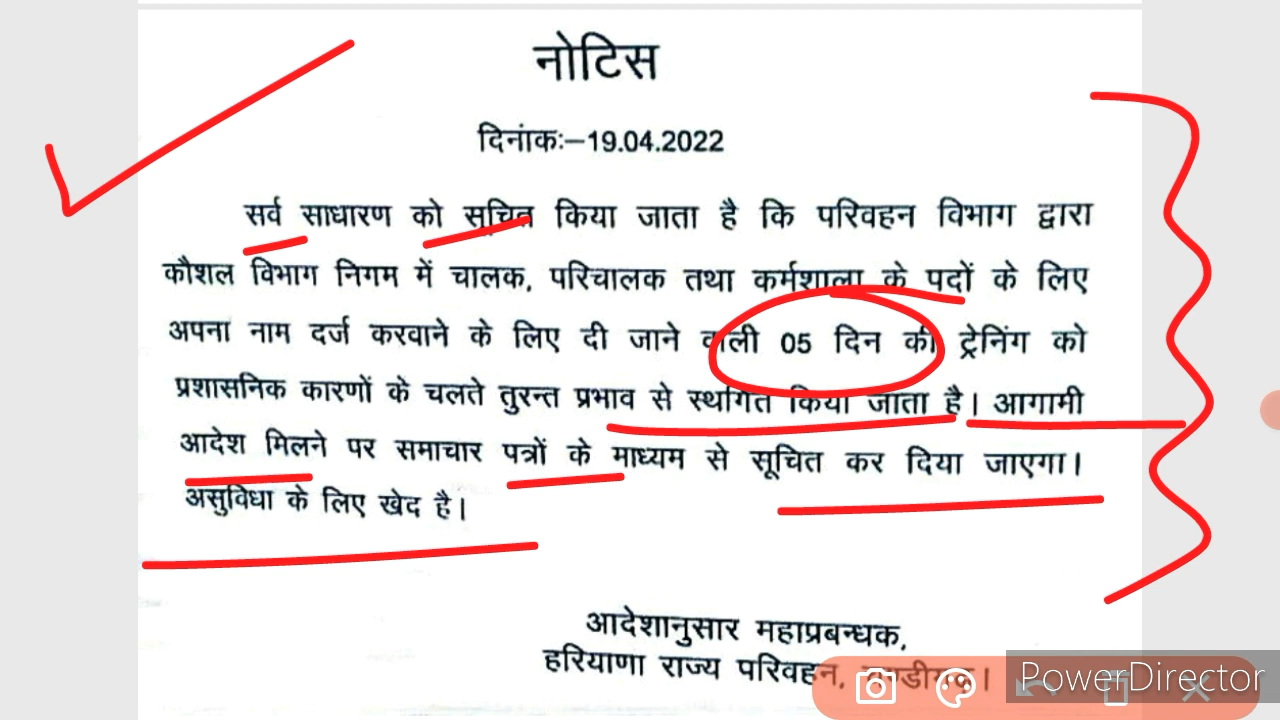 नोटिस
दिनांकः–19.04.2022
सर्व साधारण को सूचित किया जाता है कि परिवहन विभाग द्वारा
कौशल विभाग निगम में चालक, परिचालक तथा कर्मशाला के पदों के लिए
अपना नाम दर्ज करवाने के लिए दी जाने वाली 05 दिन की ट्रेनिंग को
प्रशासनिक कारणों के चलते तुरन्त प्रभाव से स्थगित किया जाता है। आगामी
आदेश मिलने पर समाचार पत्रों के माध्यम से सूचित कर दिया जाएगा।
असुविधा के लिए खेद है।
आदेशानुसार महाप्रबन्धक,
हरियाणा राज्य परिवहन,
PowerDirector